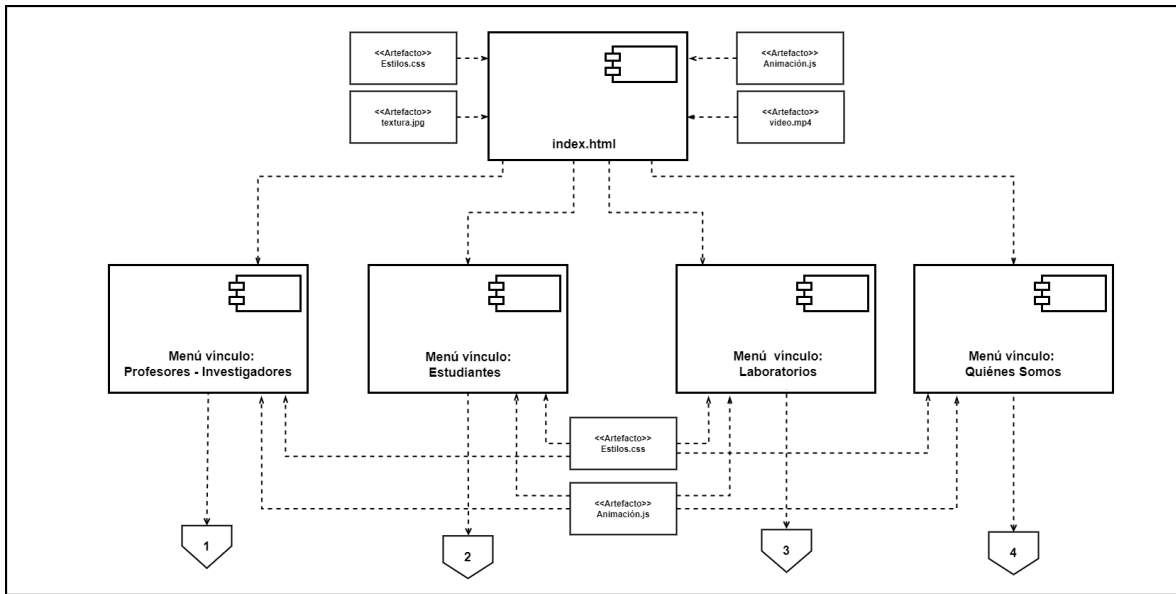 <<Artefacto>>
Estilos.css
<<Artefacto>>
Animación.js
<<Artefacto>>
textura.jpg
<<Artefacto>>
video.mp4
index.html
Menú vínculo:
Profesores - Investigadores
Menú vínculo:
Estudiantes
Menú vínculo:
Laboratorios
Menú vínculo:
Quiénes Somos
<<Artefacto>>
Estilos.css
<<Artefacto>>
Animación.js
1
2
3
4